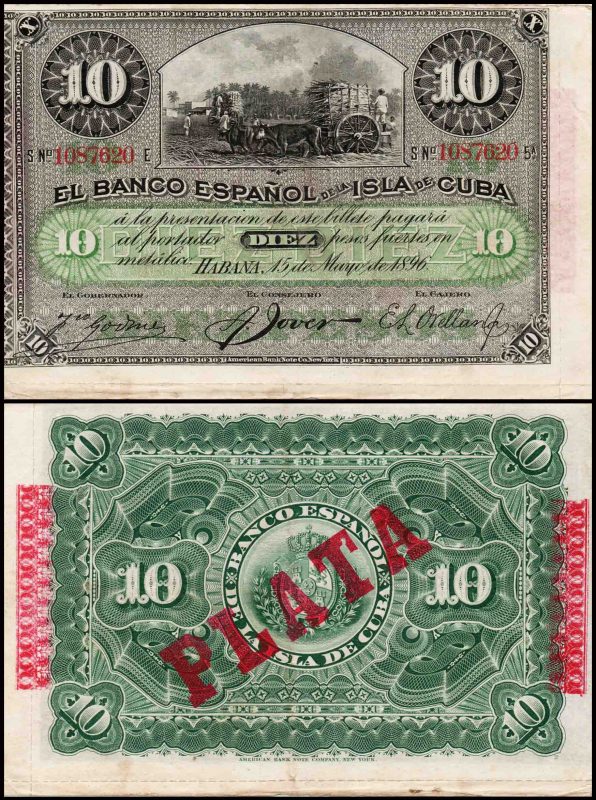 X X
10 10
S Nº 1087620 E S Nº 1087620 5A
EL BANCO ESPAÑOL DE LA ISLA DE CUBA
á la presentacion de este billete pagará
10 al portador DIEZ pesos fuertes en 10
metálico. HABANA, 15 de Mayo de 1896
EL GOBERNADOR EL CONSEJERO EL CAJERO
10 10
American Bank Note Co. New York.
10 10
BANCO ESPAÑOL
10 PLATA 10
DE LA ISLA DE CUBA
10 10
AMERICAN BANK NOTE COMPANY, NEW YORK.